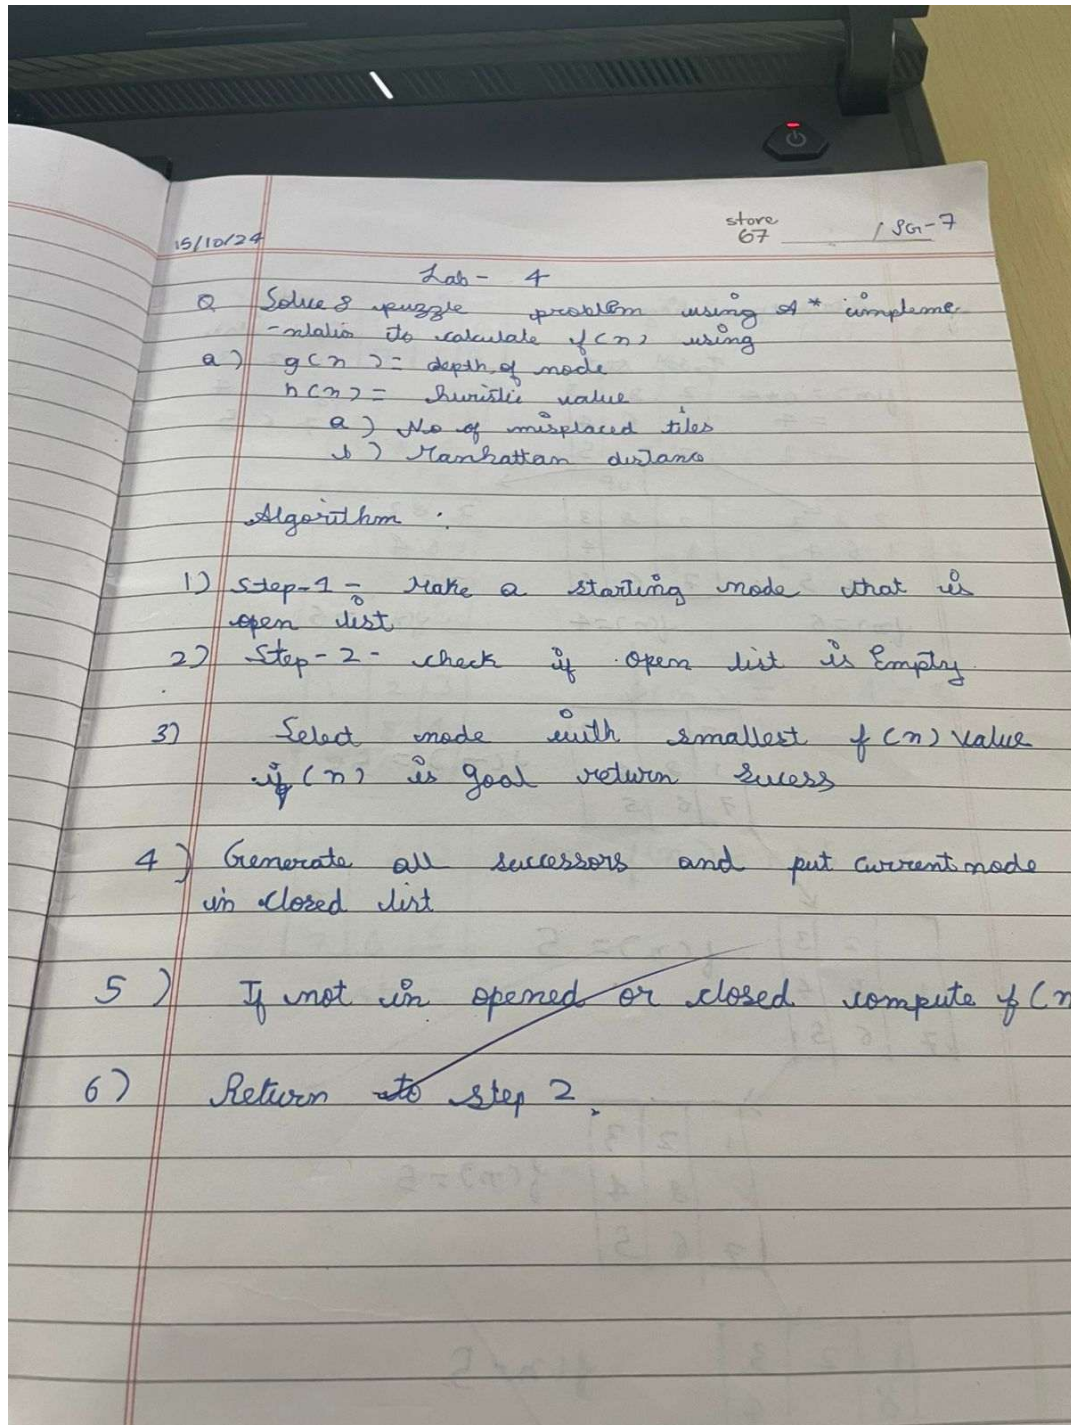 store
15/10/24 67 / SG-7
Lab - 4
Q Solve 8 puzzle problem using A* impleme-
-ntatio to calculate f(n) using
a) g(n) = depth of node
h(n) = huristic value
a) No of misplaced tiles
b) Manhattan distanc
Algorithm :
1) Step-1 - Make a starting node that is
open list
2) Step-2 - check if open list is Empty.
3) Select node with smallest f(n) value
if (n) is goal return sucess
4) Generate all successors and put current node
in closed list
5) If not in opened or closed compute f(n
6) Return to step 2.